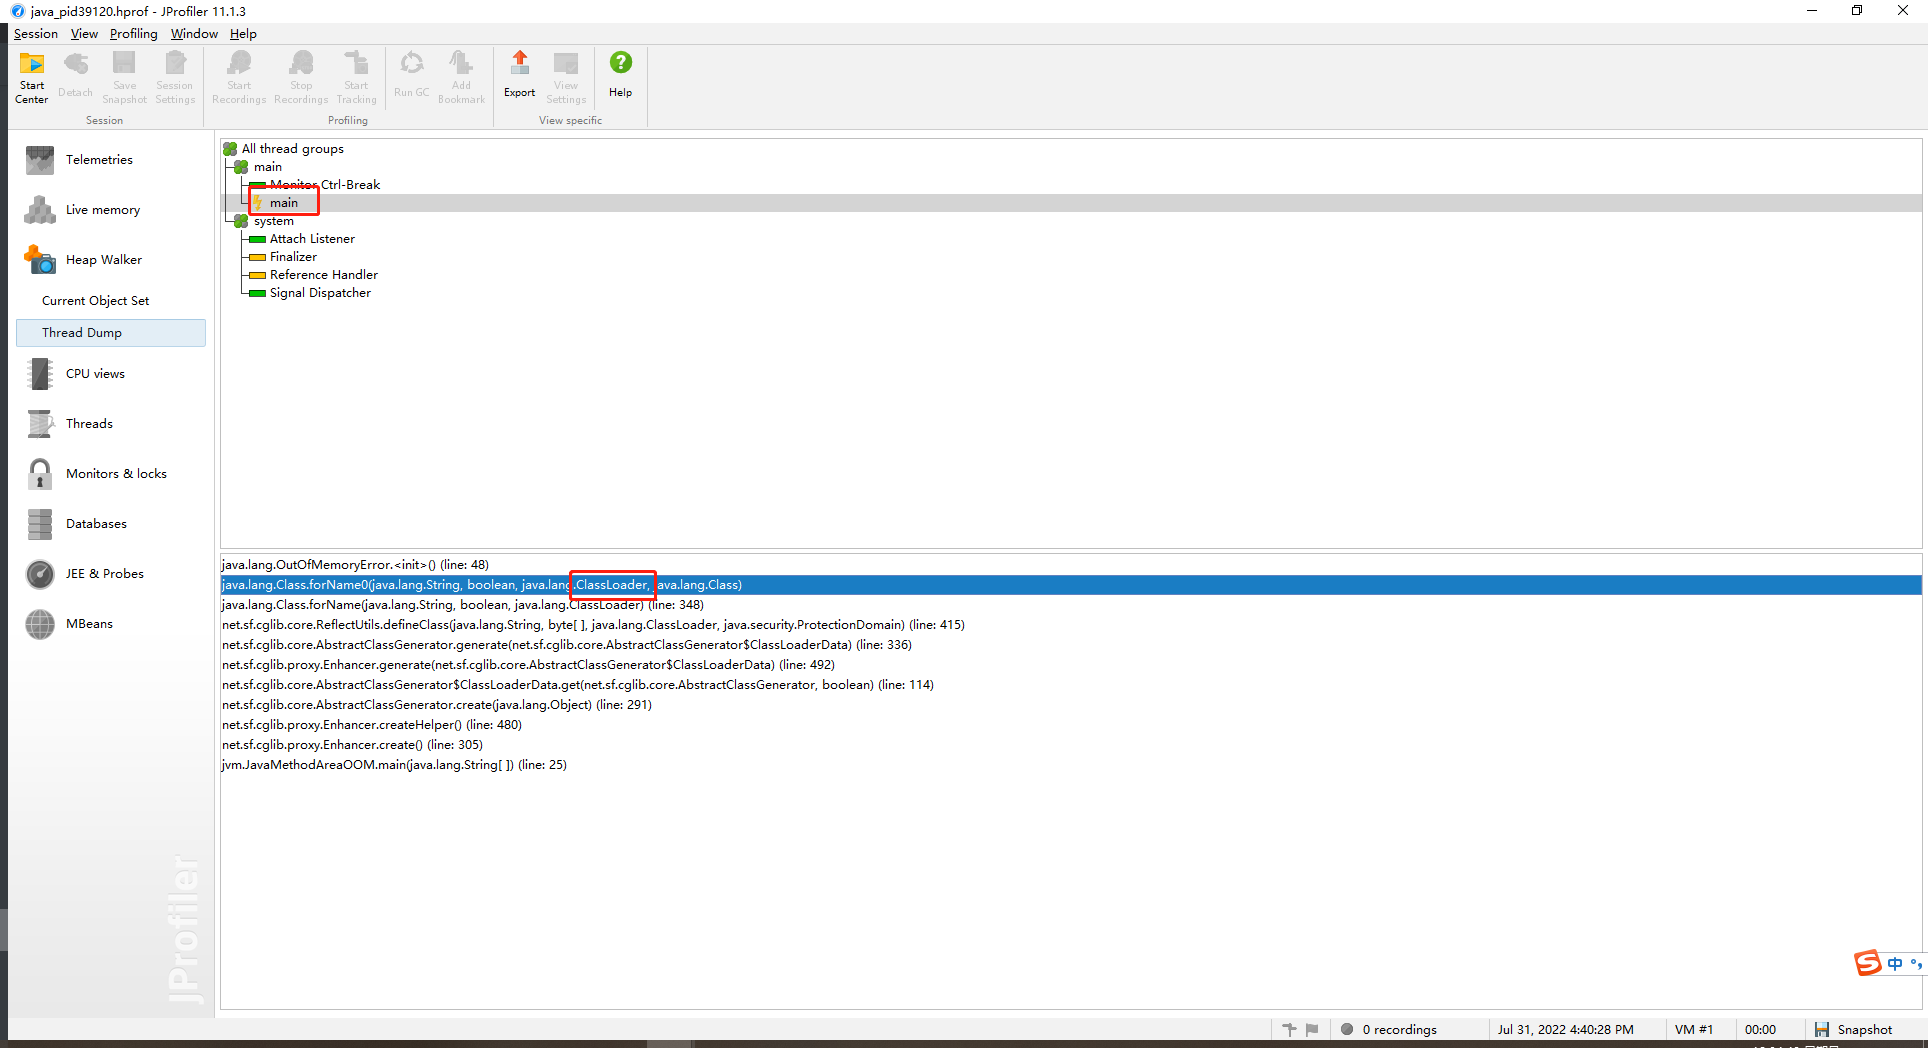 java_pid39120.hprof - JProfiler 11.1.3
Session View Profiling Window Help
Start Center
Detach
Save Snapshot
Session Settings
Start Recordings
Stop Recordings
Start Tracking
Run GC
Add Bookmark
Export
View Settings
Help
Session
Profiling
View specific
Telemetries
Live memory
Heap Walker
Current Object Set
Thread Dump
CPU views
Threads
Monitors & locks
Databases
JEE & Probes
MBeans
JProfiler
All thread groups
main
Monitor Ctrl-Break
main
system
Attach Listener
Finalizer
Reference Handler
Signal Dispatcher
java.lang.OutOfMemoryError.<init>() (line: 48)
java.lang.Class.forName0(java.lang.String, boolean, java.lang.ClassLoader, java.lang.Class)
java.lang.Class.forName(java.lang.String, boolean, java.lang.ClassLoader) (line: 348)
net.sf.cglib.core.ReflectUtils.defineClass(java.lang.String, byte[ ], java.lang.ClassLoader, java.security.ProtectionDomain) (line: 415)
net.sf.cglib.core.AbstractClassGenerator.generate(net.sf.cglib.core.AbstractClassGenerator$ClassLoaderData) (line: 336)
net.sf.cglib.proxy.Enhancer.generate(net.sf.cglib.core.AbstractClassGenerator$ClassLoaderData) (line: 492)
net.sf.cglib.core.AbstractClassGenerator$ClassLoaderData.get(net.sf.cglib.core.AbstractClassGenerator, boolean) (line: 114)
net.sf.cglib.core.AbstractClassGenerator.create(java.lang.Object) (line: 291)
net.sf.cglib.proxy.Enhancer.createHelper() (line: 480)
net.sf.cglib.proxy.Enhancer.create() (line: 305)
jvm.JavaMethodAreaOOM.main(java.lang.String[ ]) (line: 25)
S 中 °,
0 recordings
Jul 31, 2022 4:40:28 PM
VM #1
00:00
Snapshot